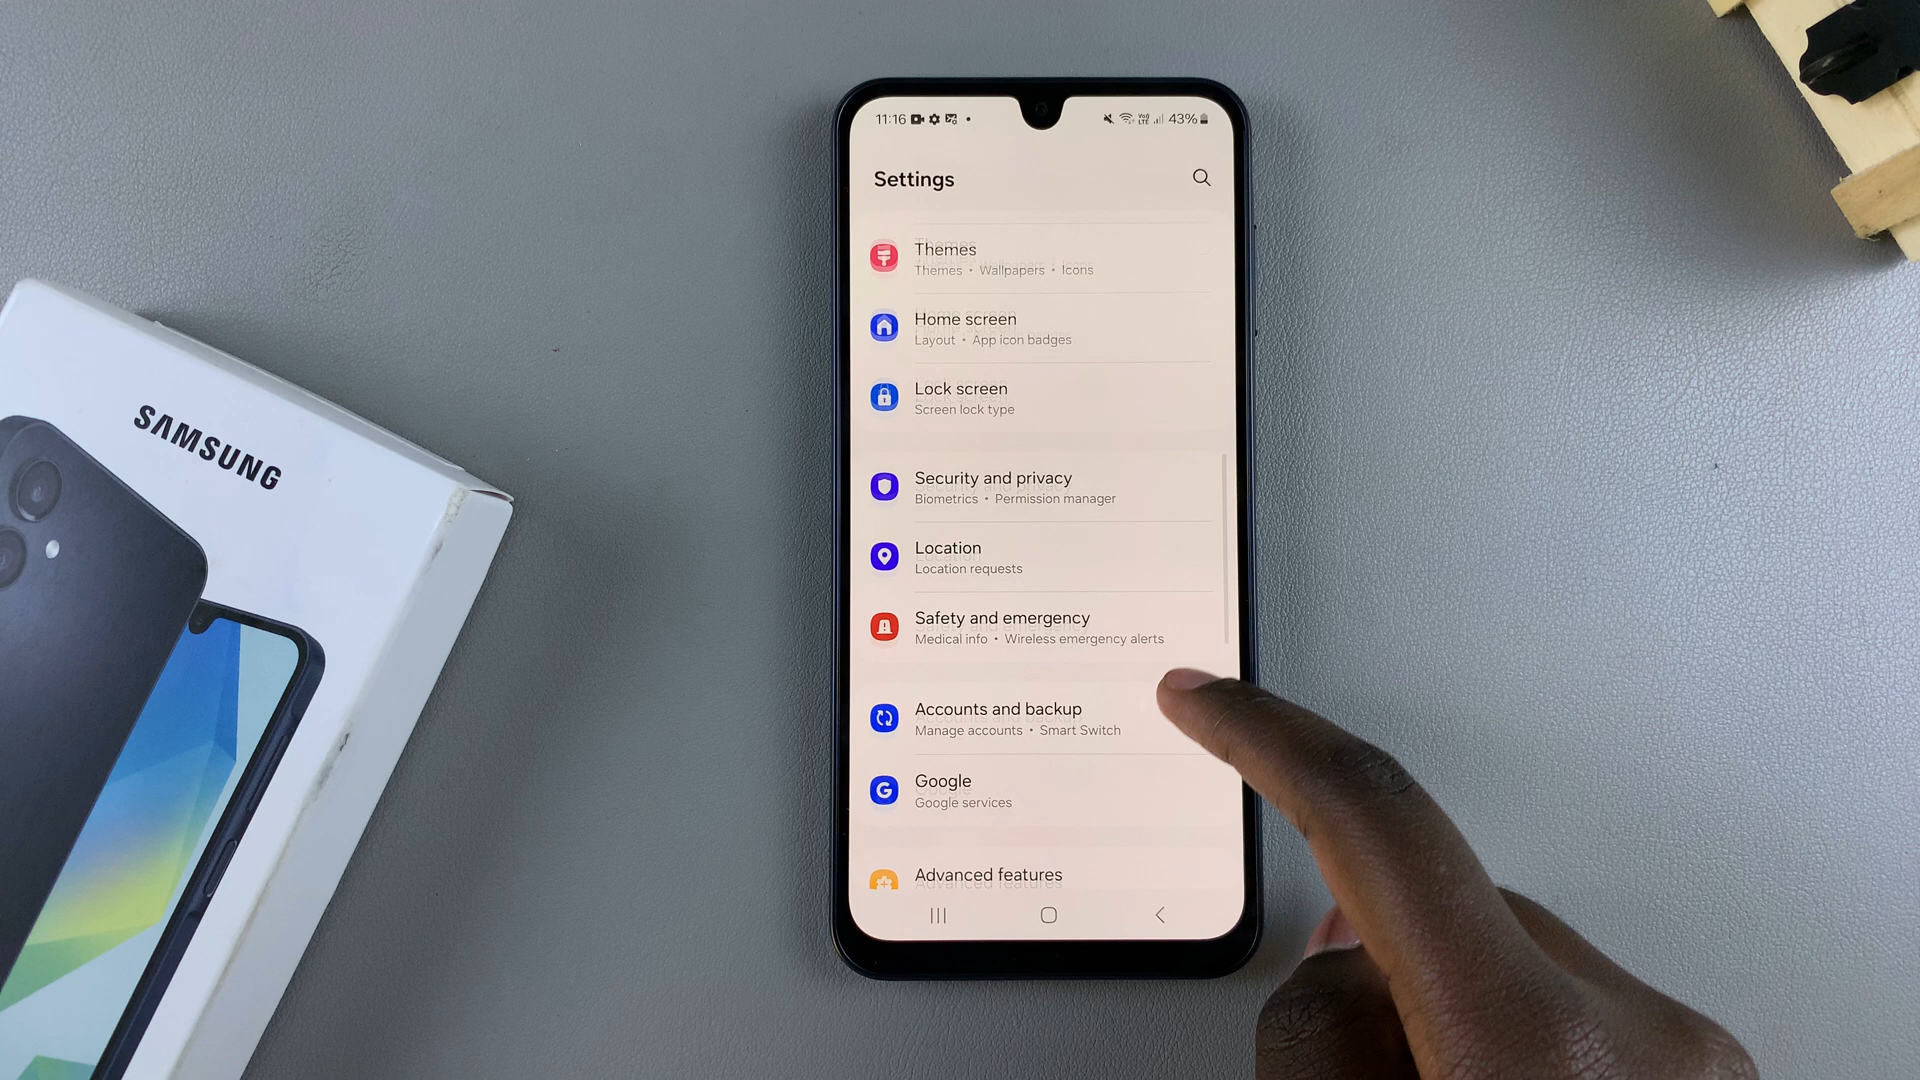 SAMSUNG
11:16
43%
Settings
Themes
Themes • Wallpapers • Icons
Home screen
Layout • App icon badges
Lock screen
Screen lock type
Security and privacy
Biometrics • Permission manager
Location
Location requests
Safety and emergency
Medical info • Wireless emergency alerts
Accounts and backup
Manage accounts • Smart Switch
Google
Google services
Advanced features